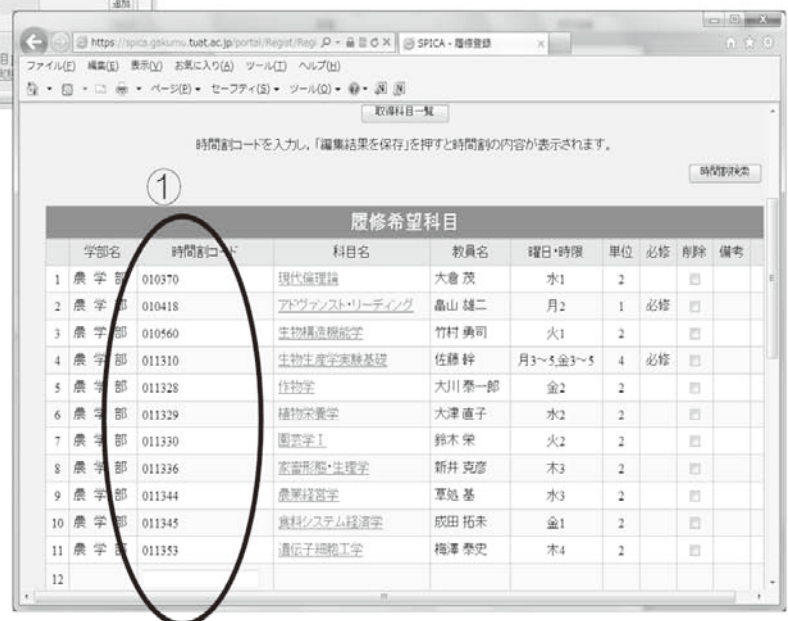 追加
https://spica.gakumu.tuat.ac.jp/portal/Regist/Regi
SPICA - 履修登録
ファイル(F) 編集(E) 表示(V) お気に入り(A) ツール(T) ヘルプ(H)
ページ(P) セーフティ(S) ツール(O)
取得科目一覧
時間割コードを入力し,「編集結果を保存」を押すと時間割の内容が表示されます。
時間割検索
①
履修希望科目
学部名 時間割コード 科目名 教員名 曜日・時限 単位 必修 削除 備考
1 農学部 010370 現代倫理論 大倉 茂 水1 2
2 農学部 010418 アドヴァンスト・リーディング 畠山 雄二 月2 1 必修
3 農学部 010560 生物構造機能学 竹村 勇司 火1 2
4 農学部 011310 生物生産学実験基礎 佐藤 幹 月3～5,金3～5 4 必修
5 農学部 011328 作物学 大川 泰一郎 金2 2
6 農学部 011329 植物栄養学 大津 直子 水2 2
7 農学部 011330 園芸学Ⅰ 鈴木 栄 火2 2
8 農学部 011336 家畜形態・生理学 新井 克彦 木3 2
9 農学部 011344 農業経営学 草処 基 水3 2
10 農学部 011345 食料システム経済学 成田 拓未 金1 2
11 農学部 011353 遺伝子細胞工学 梅澤 泰史 木4 2
12